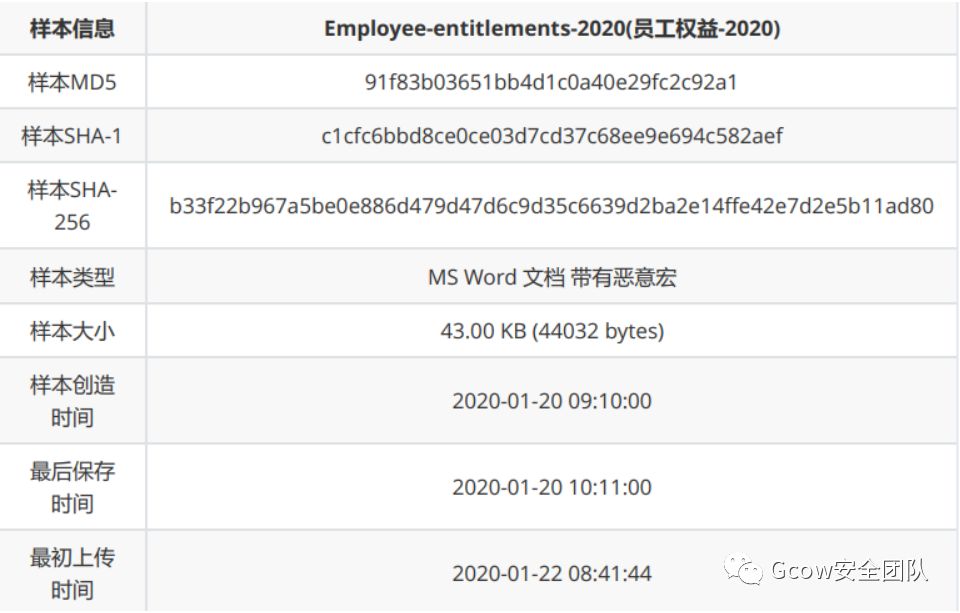 样本信息 Employee-entitlements-2020(员工权益-2020)
样本MD5 91f83b03651bb4d1c0a40e29fc2c92a1
样本SHA-1 c1cfc6bbd8ce0ce03d7cd37c68ee9e694c582aef
样本SHA-
256 b33f22b967a5be0e886d479d47d6c9d35c6639d2ba2e14ffe42e7d2e5b11ad80
样本类型 MS Word 文档 带有恶意宏
样本大小 43.00 KB (44032 bytes)
样本创造
时间 2020-01-20 09:10:00
最后保存
时间 2020-01-20 10:11:00
最初上传
时间 2020-01-22 08:41:44
Gcow安全团队